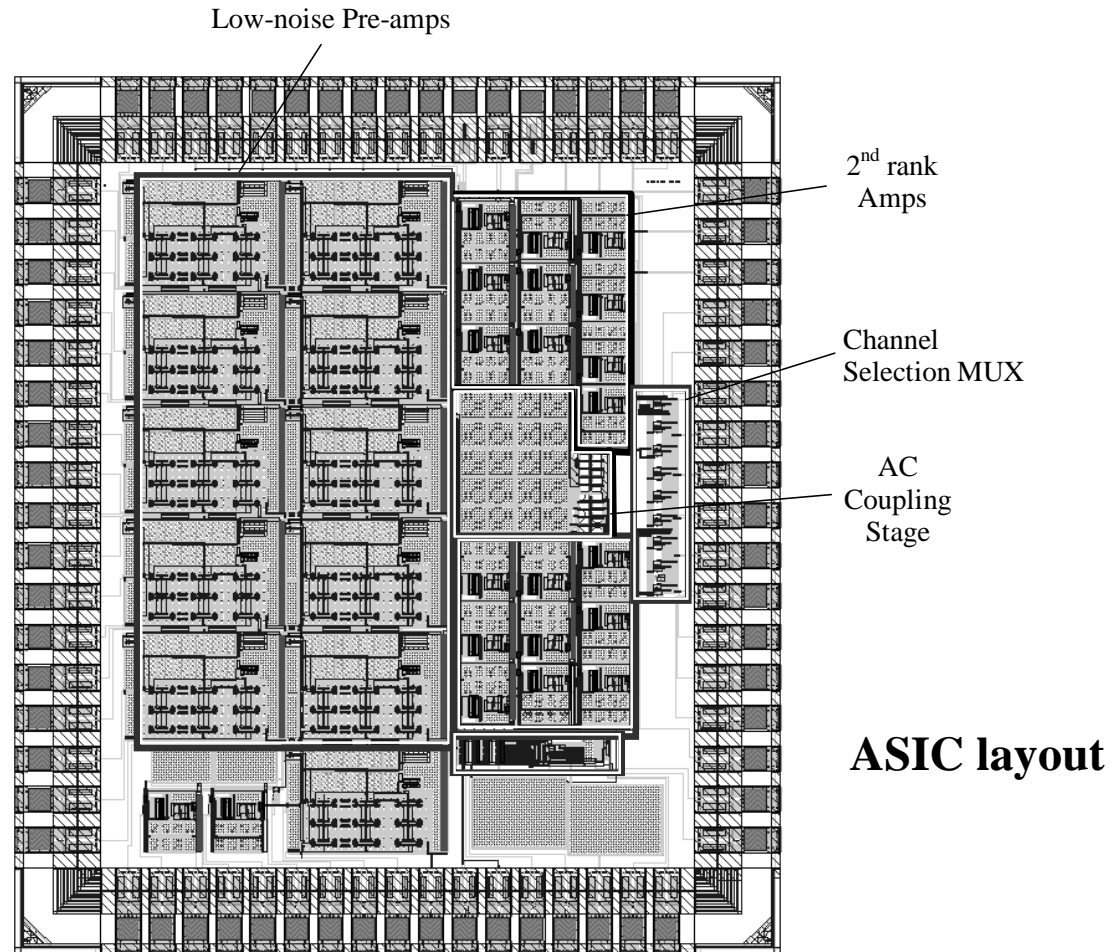 Low-noise Pre-amps
2nd rank
Amps
Channel
Selection MUX
AC
Coupling
Stage
ASIC layout